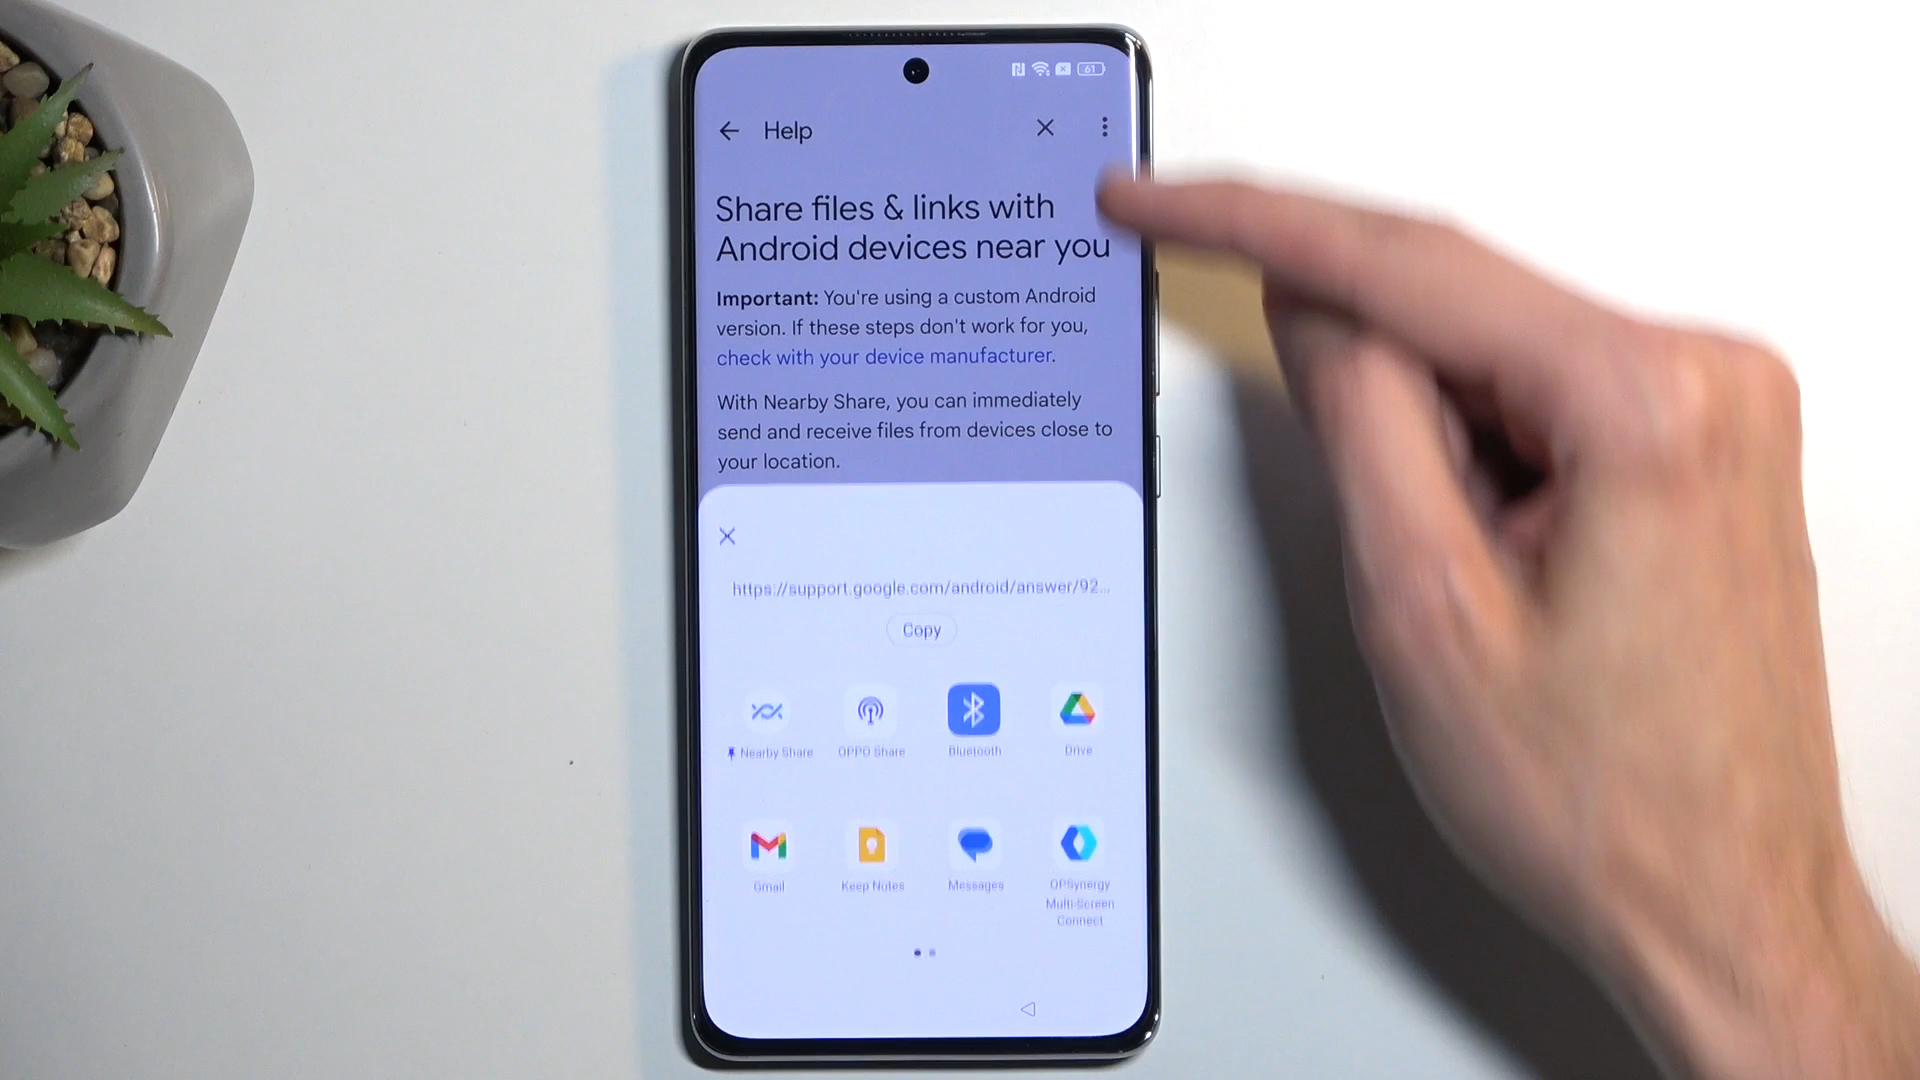 61
Help
Share files & links with
Android devices near you
Important: You're using a custom Android
version. If these steps don't work for you,
check with your device manufacturer.
With Nearby Share, you can immediately
send and receive files from devices close to
your location.
https://support.google.com/android/answer/92...
Copy
Nearby Share OPPO Share Bluetooth Drive
Gmail Keep Notes Messages OPSynergy
Multi-Screen
Connect